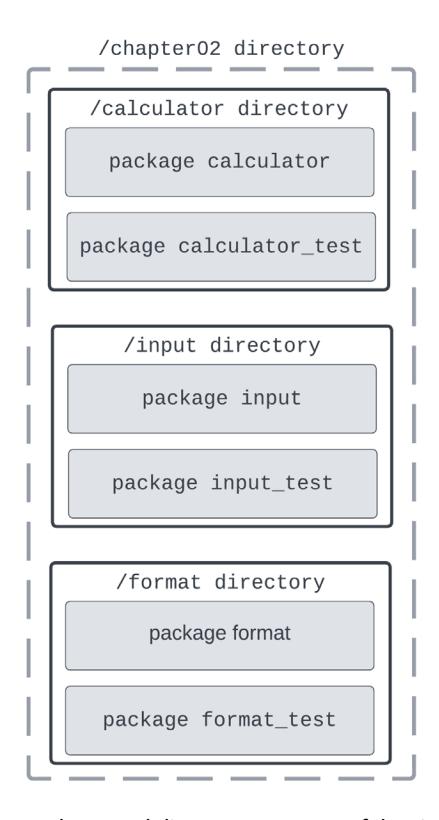 /chapter02 directory
/calculator directory
package calculator
package calculator_test
/input directory
package input
package input_test
/format directory
package format
package format_test